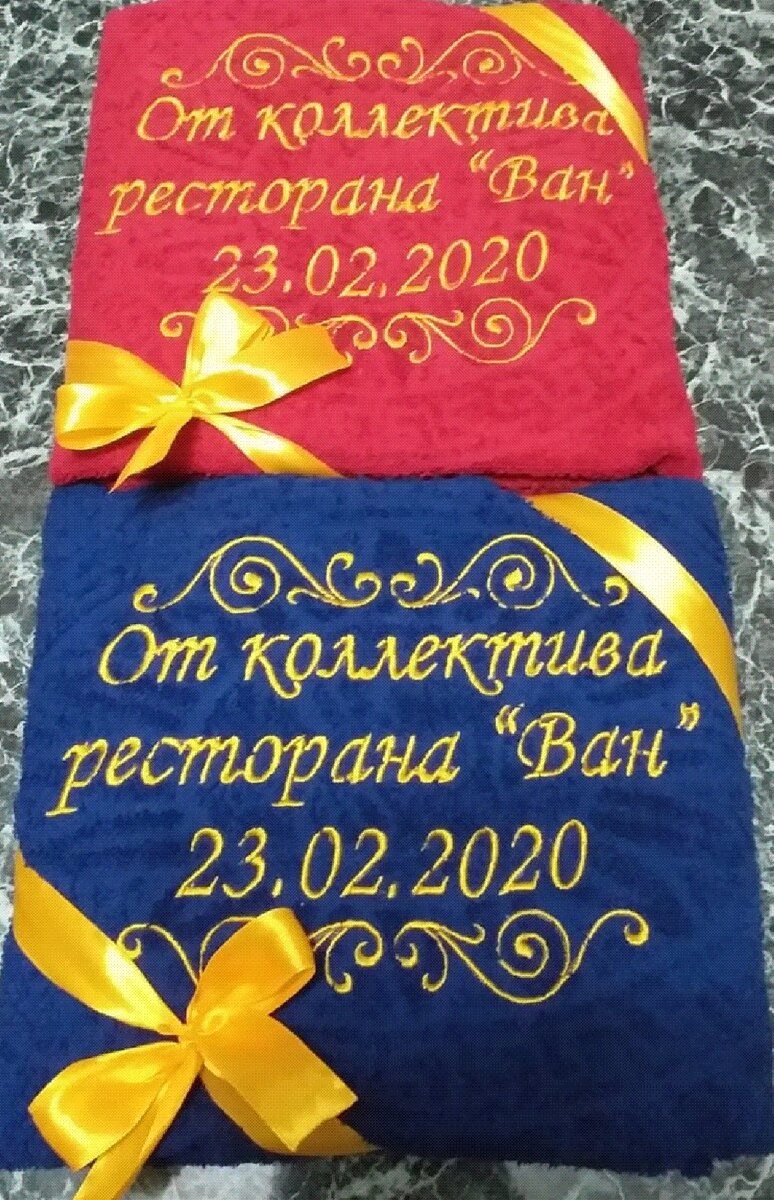 От коллектива
ресторана “Ван”
23.02.2020
От коллектива
ресторана “Ван”
23.02.2020